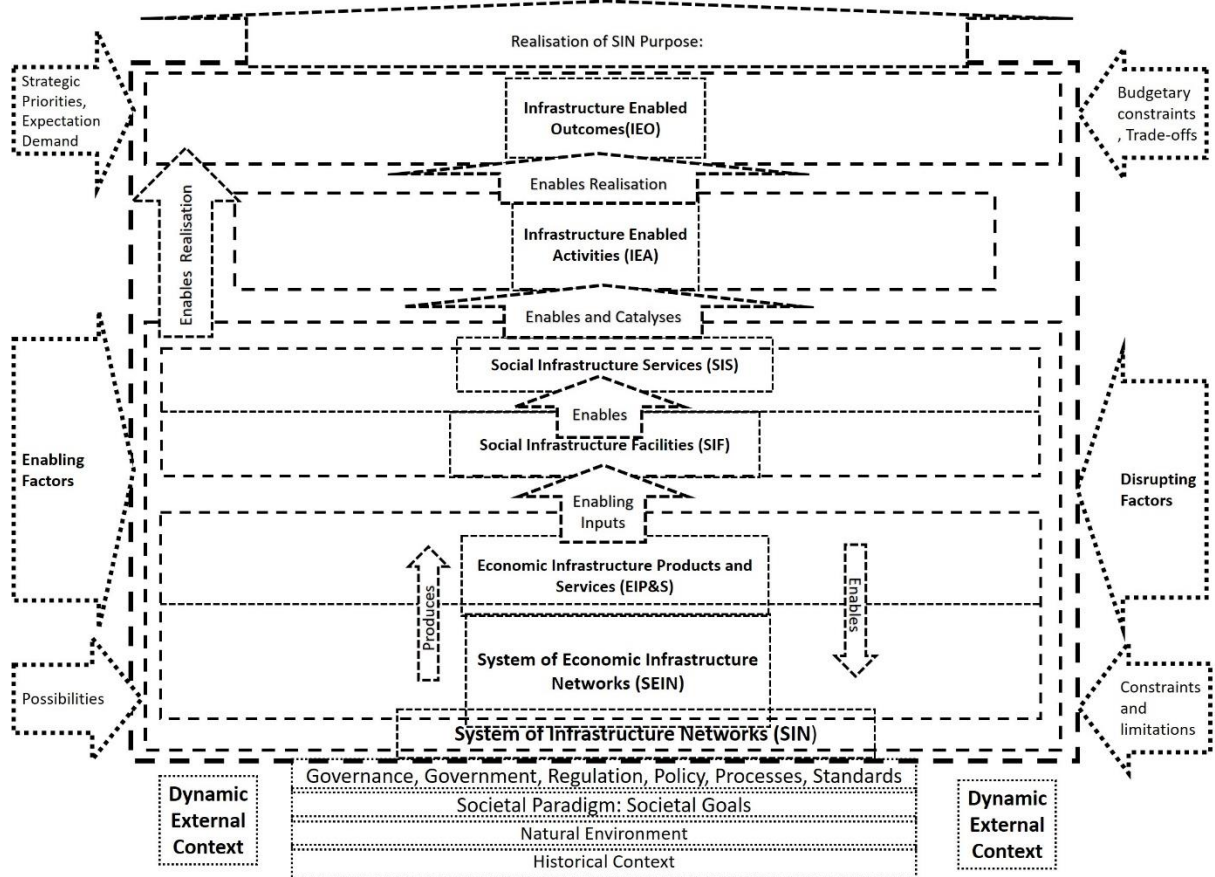 Realisation of SIN Purpose:
Strategic
Priorities,
Expectation
Demand
Infrastructure Enabled
Outcomes(IEO)
Budgetary
constraints
, Trade-offs
Enables Realisation
Enables Realisation
Infrastructure Enabled
Activities (IEA)
Enables and Catalyses
Social Infrastructure Services (SIS)
Enables
Social Infrastructure Facilities (SIF)
Enabling
Factors
Disrupting
Factors
Enabling
Inputs
Economic Infrastructure Products and
Services (EIP&S)
Produces
Enables
System of Economic Infrastructure
Networks (SEIN)
Possibilities
Constraints
and
limitations
System of Infrastructure Networks (SIN)
Governance, Government, Regulation, Policy, Processes, Standards
Societal Paradigm: Societal Goals
Natural Environment
Historical Context
Dynamic
External
Context
Dynamic
External
Context